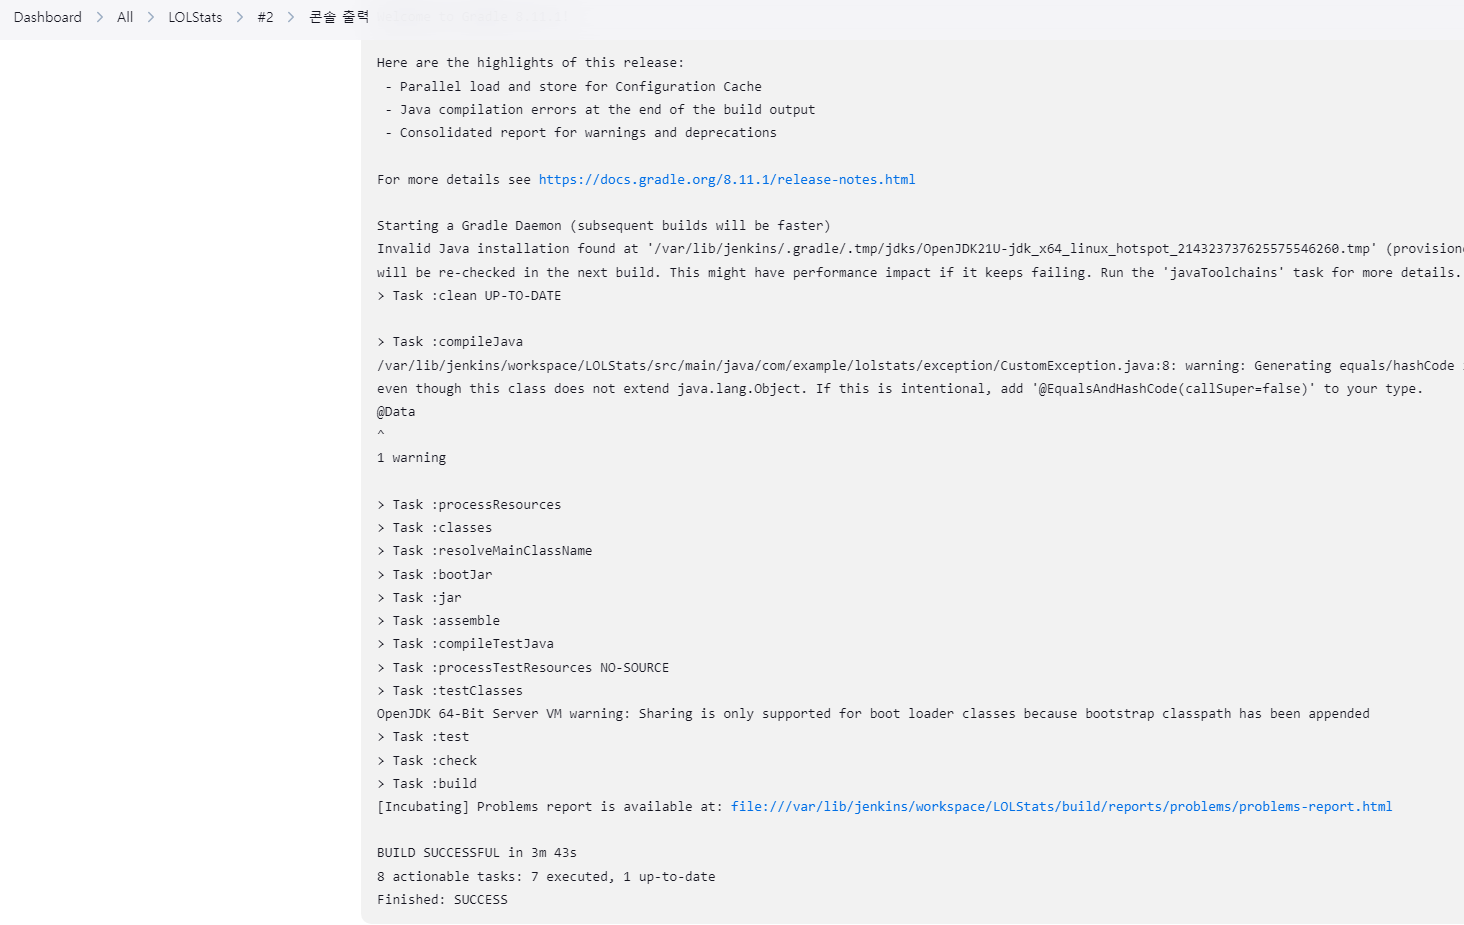 Dashboard > All > LOLStats > #2 > 콘솔 출력
Here are the highlights of this release:
- Parallel load and store for Configuration Cache
- Java compilation errors at the end of the build output
- Consolidated report for warnings and deprecations
For more details see https://docs.gradle.org/8.11.1/release-notes.html
Starting a Gradle Daemon (subsequent builds will be faster)
Invalid Java installation found at '/var/lib/jenkins/.gradle/.tmp/jdks/OpenJDK21U-jdk_x64_linux_hotspot_214323737625575546260.tmp' (provisione
will be re-checked in the next build. This might have performance impact if it keeps failing. Run the 'javaToolchains' task for more details.
> Task :clean UP-TO-DATE
> Task :compileJava
/var/lib/jenkins/workspace/LOLStats/src/main/java/com/example/lolstats/exception/CustomException.java:8: warning: Generating equals/hashCode
even though this class does not extend java.lang.Object. If this is intentional, add '@EqualsAndHashCode(callSuper=false)' to your type.
@Data
^
1 warning
> Task :processResources
> Task :classes
> Task :resolveMainClassName
> Task :bootJar
> Task :jar
> Task :assemble
> Task :compileTestJava
> Task :processTestResources NO-SOURCE
> Task :testClasses
OpenJDK 64-Bit Server VM warning: Sharing is only supported for boot loader classes because bootstrap classpath has been appended
> Task :test
> Task :check
> Task :build
[Incubating] Problems report is available at: file:///var/lib/jenkins/workspace/LOLStats/build/reports/problems/problems-report.html
BUILD SUCCESSFUL in 3m 43s
8 actionable tasks: 7 executed, 1 up-to-date
Finished: SUCCESS